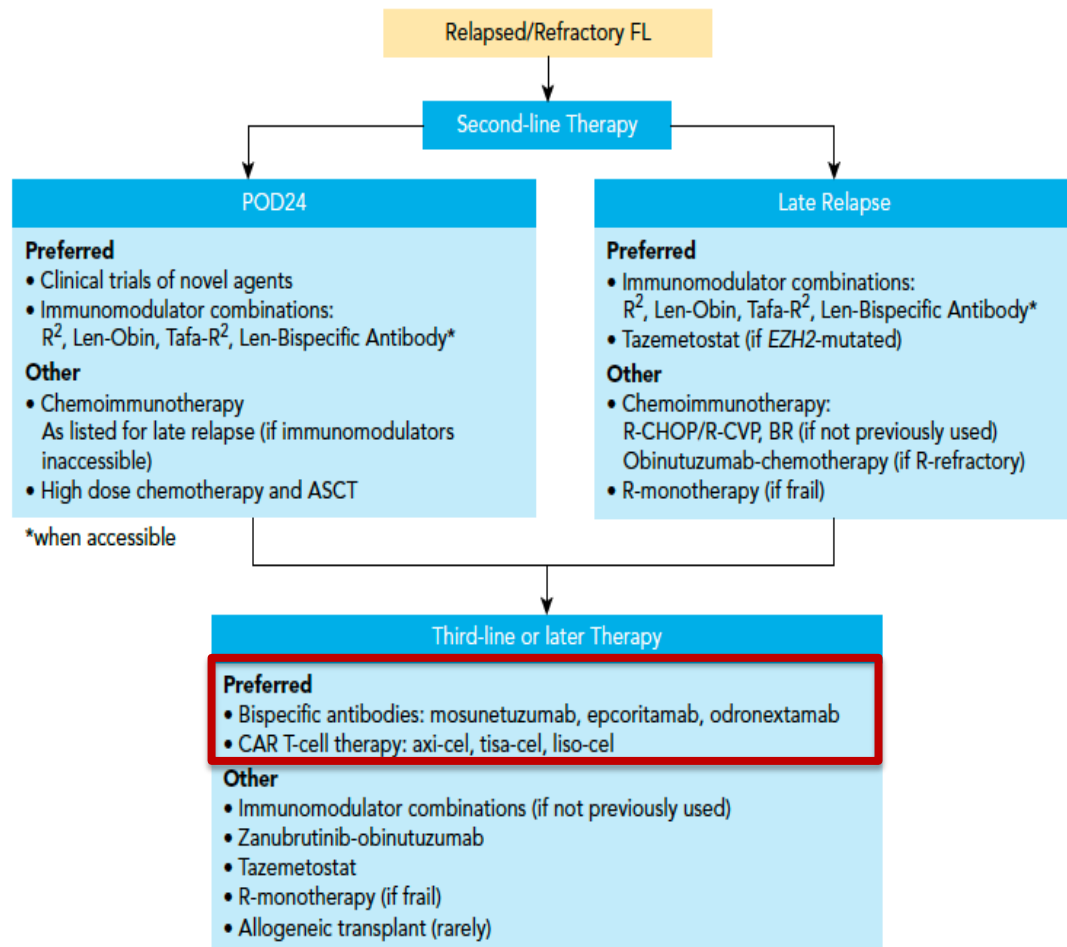 Relapsed/Refractory FL
Second-line Therapy
POD24
Preferred
• Clinical trials of novel agents
• Immunomodulator combinations:
R², Len-Obin, Tafa-R², Len-Bispecific Antibody*
Other
• Chemoimmunotherapy
As listed for late relapse (if immunomodulators
inaccessible)
• High dose chemotherapy and ASCT
*when accessible
Late Relapse
Preferred
• Immunomodulator combinations:
R², Len-Obin, Tafa-R², Len-Bispecific Antibody*
• Tazemetostat (if EZH2-mutated)
Other
• Chemoimmunotherapy:
R-CHOP/R-CVP, BR (if not previously used)
Obinutuzumab-chemotherapy (if R-refractory)
• R-monotherapy (if frail)
Third-line or later Therapy
Preferred
• Bispecific antibodies: mosunetuzumab, epcoritamab, odronextamab
• CAR T-cell therapy: axi-cel, tisa-cel, liso-cel
Other
• Immunomodulator combinations (if not previously used)
• Zanubrutinib-obinutuzumab
• Tazemetostat
• R-monotherapy (if frail)
• Allogeneic transplant (rarely)